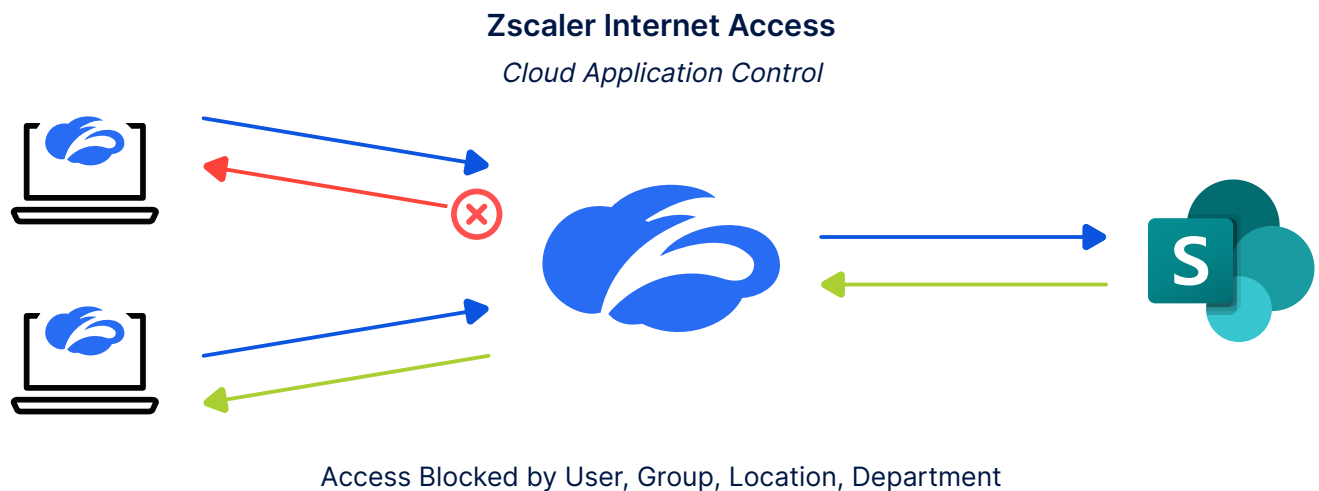 Zscaler Internet Access
Cloud Application Control
S
Access Blocked by User, Group, Location, Department